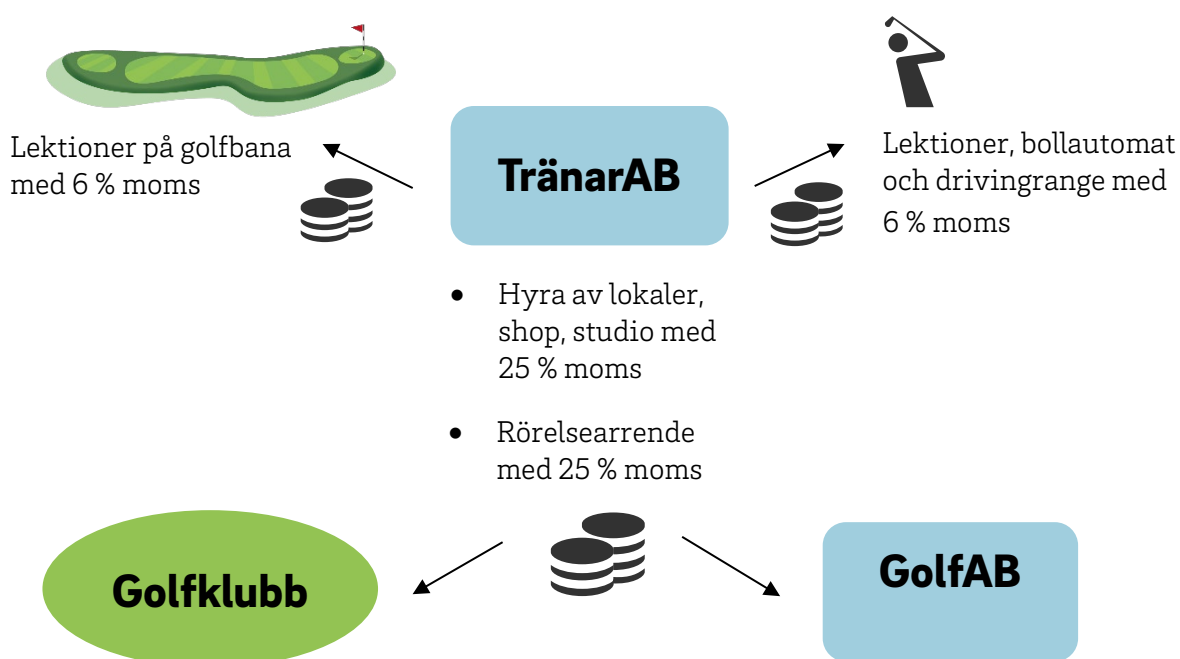 Lektioner på golfbana
med 6 % moms
TränarAB
Lektioner, bollautomat
och drivingrange med
6 % moms
• Hyra av lokaler,
shop, studio med
25 % moms
• Rörelsearrende
med 25 % moms
Golfklubb
GolfAB